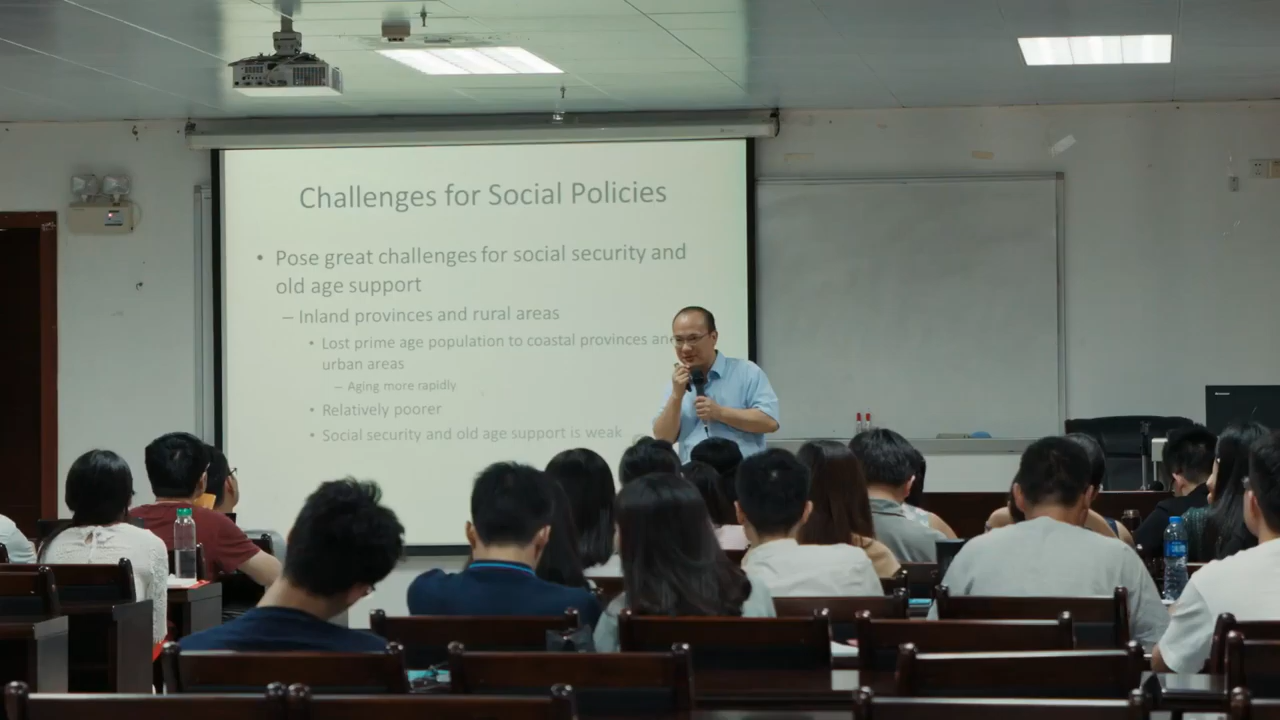 Challenges for Social Policies
• Pose great challenges for social security and
old age support
– Inland provinces and rural areas
• Lost prime age population to coastal provinces an
urban areas
– Aging more rapidly
• Relatively poorer
• Social security and old age support is weak